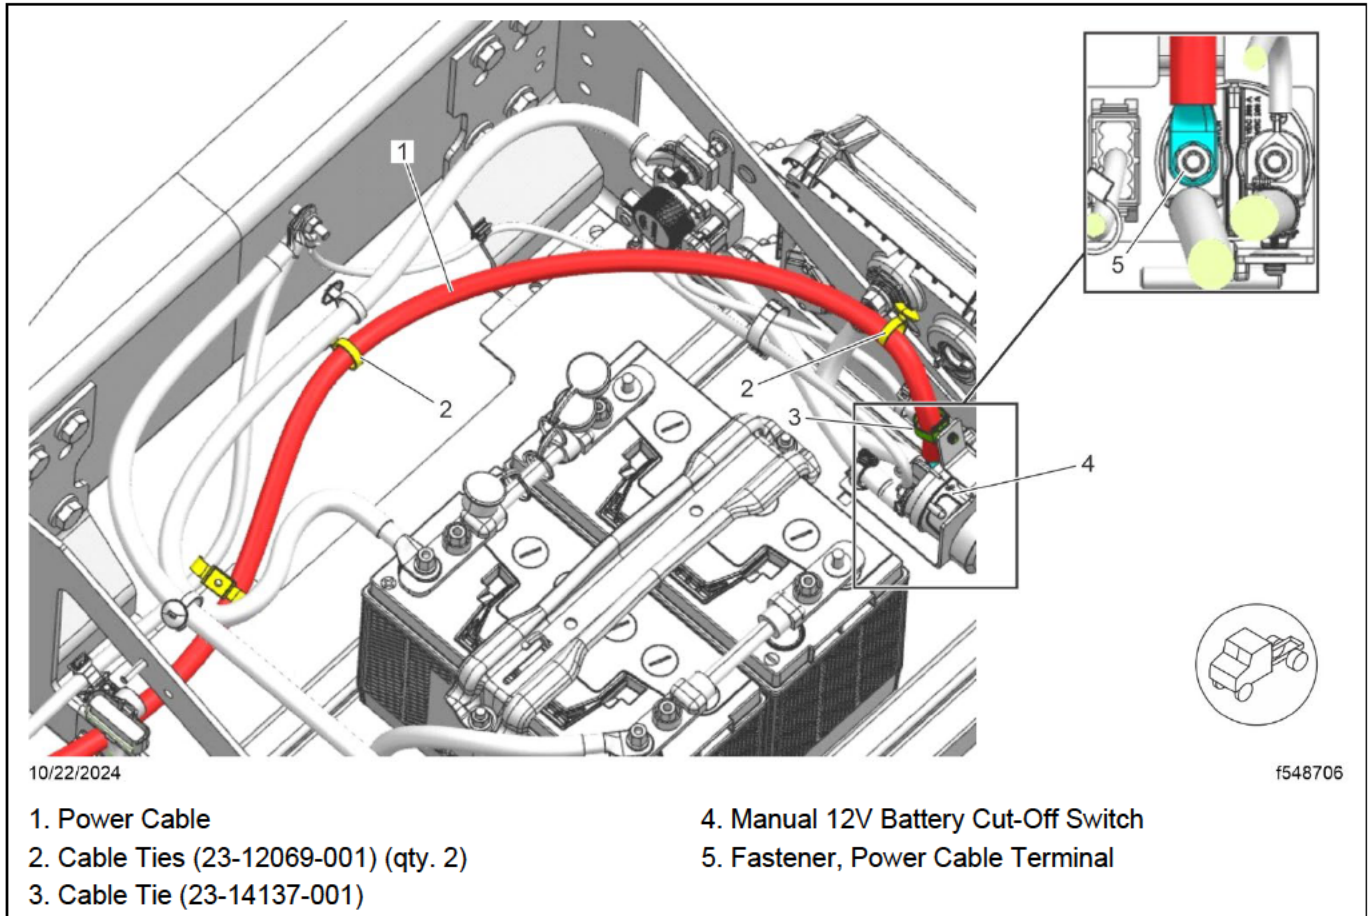 1
2
2
3
4
5
10/22/2024
f548706
1. Power Cable
2. Cable Ties (23-12069-001) (qty. 2)
3. Cable Tie (23-14137-001)
4. Manual 12V Battery Cut-Off Switch
5. Fastener, Power Cable Terminal